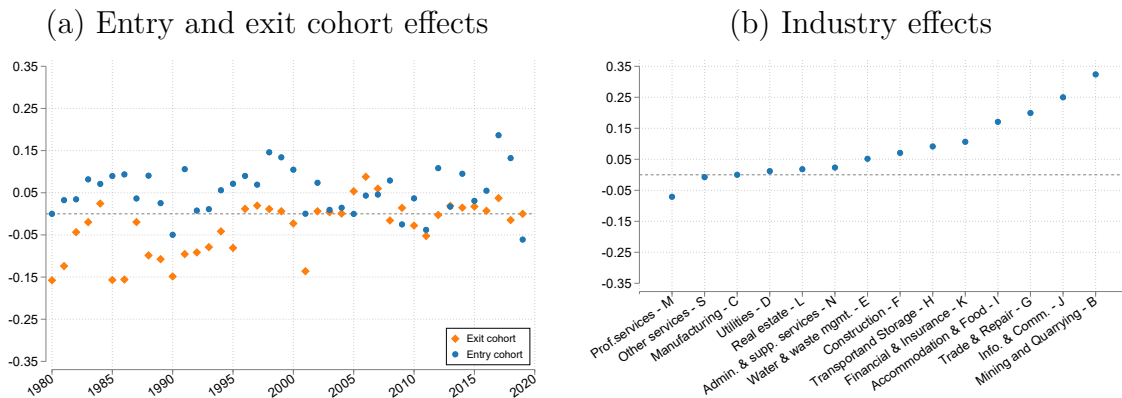 (a) Entry and exit cohort effects
0.35
0.25
0.15
0.05
-0.05
-0.15
-0.25
-0.35
1980
1985
1990
1995
2000
2005
2010
2015
2020
Exit cohort
Entry cohort
(b) Industry effects
0.35
0.25
0.15
0.05
-0.05
-0.15
-0.25
-0.35
Prof.services - M
Other services - S
Manufacturing - C
Utilities - D
Real estate - L
Admin. & supp. services - N
Water & waste mgmt. - E
Construction - F
Transportand Storage - H
Financial & Insurance - K
Accommodation & Food - I
Trade & Repair - G
Info. & Comm. - J
Mining and Quarrying - B